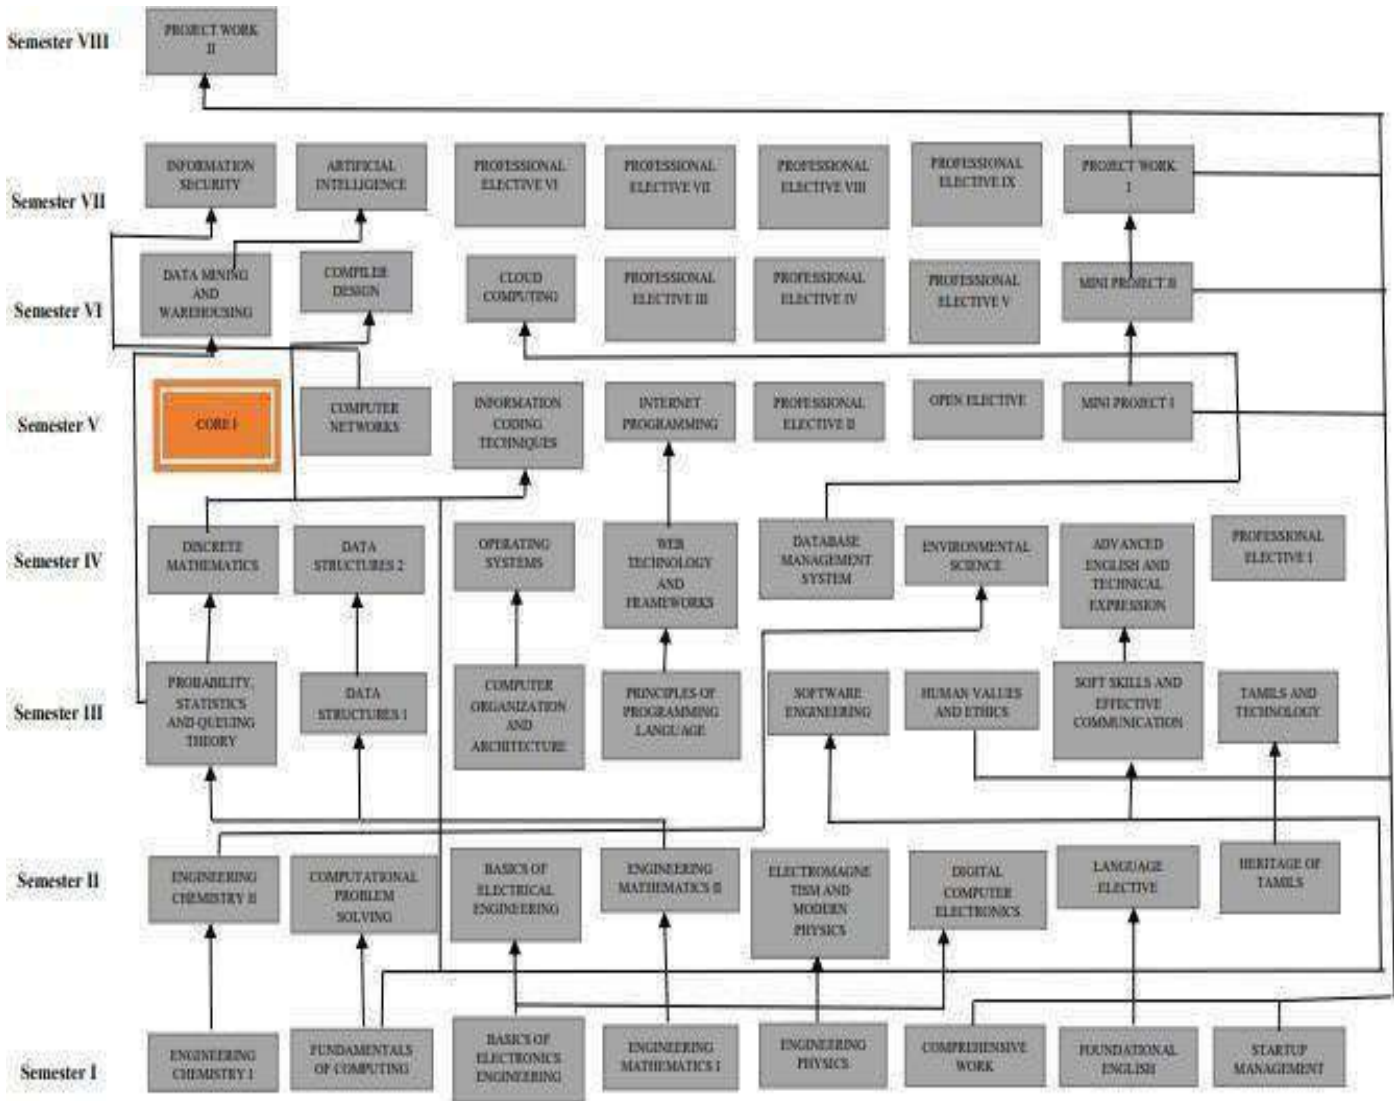 Semester VIII
PROJECT WORK
II
Semester VII
INFORMATION
SECURITY
ARTIFICIAL
INTELLIGENCE
PROFESSIONAL
ELECTIVE VI
PROFESSIONAL
ELECTIVE VII
PROFESSIONAL
ELECTIVE VIII
PROFESSIONAL
ELECTIVE IX
PROJECT WORK
I
Semester VI
DATA MINING
AND
WAREHOUSING
COMPILER
DESIGN
CLOUD
COMPUTING
PROFESSIONAL
ELECTIVE III
PROFESSIONAL
ELECTIVE IV
PROFESSIONAL
ELECTIVE V
MINI PROJECT II
Semester V
CORE I
COMPUTER
NETWORKS
INFORMATION
CODING
TECHNIQUES
INTERNET
PROGRAMMING
PROFESSIONAL
ELECTIVE II
OPEN ELECTIVE
MINI PROJECT I
Semester IV
DISCRETE
MATHEMATICS
DATA
STRUCTURES 2
OPERATING
SYSTEMS
WEB
TECHNOLOGY
AND
FRAMEWORKS
DATABASE
MANAGEMENT
SYSTEM
ENVIRONMENTAL
SCIENCE
ADVANCED
ENGLISH AND
TECHNICAL
EXPRESSION
PROFESSIONAL
ELECTIVE I
Semester III
PROBABILITY,
STATISTICS
AND QUEUING
THEORY
DATA
STRUCTURES 1
COMPUTER
ORGANIZATION
AND
ARCHITECTURE
PRINCIPLES OF
PROGRAMMING
LANGUAGE
SOFTWARE
ENGINEERING
HUMAN VALUES
AND ETHICS
SOFT SKILLS AND
EFFECTIVE
COMMUNICATION
TAMILS AND
TECHNOLOGY
Semester II
ENGINEERING
CHEMISTRY II
COMPUTATIONAL
PROBLEM
SOLVING
BASICS OF
ELECTRICAL
ENGINEERING
ENGINEERING
MATHEMATICS II
ELECTROMAGNE
TISM AND
MODERN
PHYSICS
DIGITAL
COMPUTER
ELECTRONICS
LANGUAGE
ELECTIVE
HERITAGE OF
TAMILS
Semester I
ENGINEERING
CHEMISTRY I
FUNDAMENTALS
OF COMPUTING
BASICS OF
ELECTRONICS
ENGINEERING
ENGINEERING
MATHEMATICS I
ENGINEERING
PHYSICS
COMPREHENSIVE
WORK
FOUNDATIONAL
ENGLISH
STARTUP
MANAGEMENT